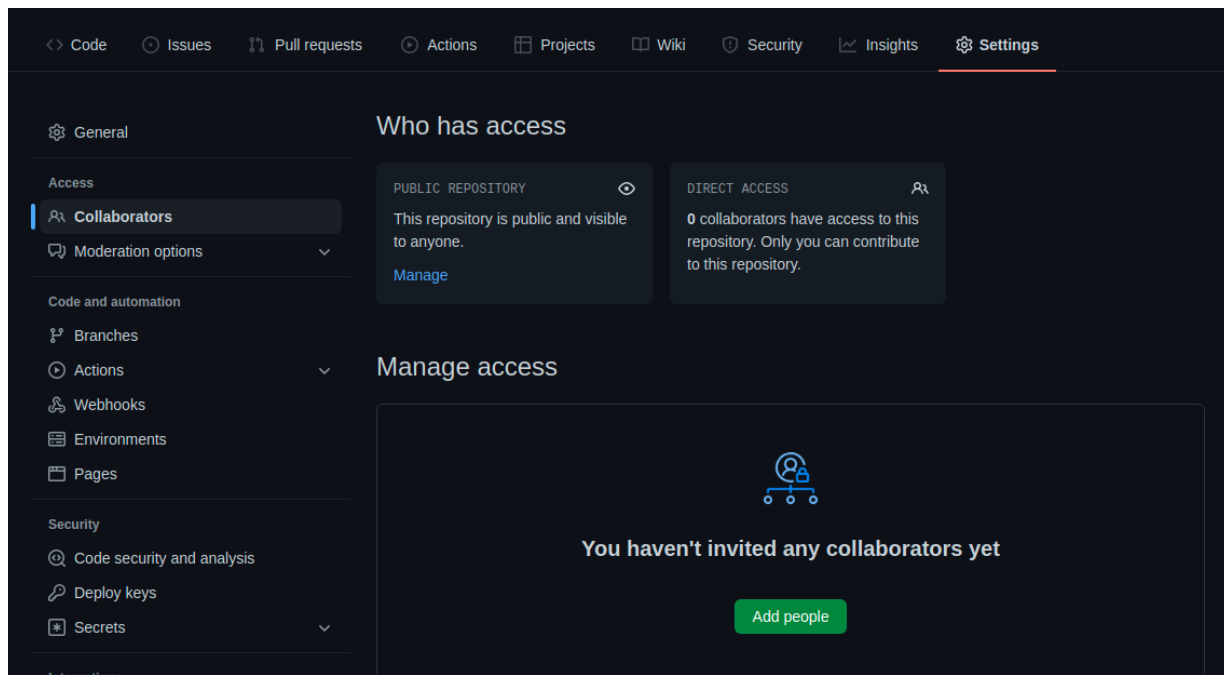 Code
Issues
Pull requests
Actions
Projects
Wiki
Security
Insights
Settings
General
Access
Collaborators
Moderation options
Code and automation
Branches
Actions
Webhooks
Environments
Pages
Security
Code security and analysis
Deploy keys
Secrets
Who has access
PUBLIC REPOSITORY
This repository is public and visible
to anyone.
Manage
DIRECT ACCESS
0 collaborators have access to this
repository. Only you can contribute
to this repository.
Manage access
You haven't invited any collaborators yet
Add people